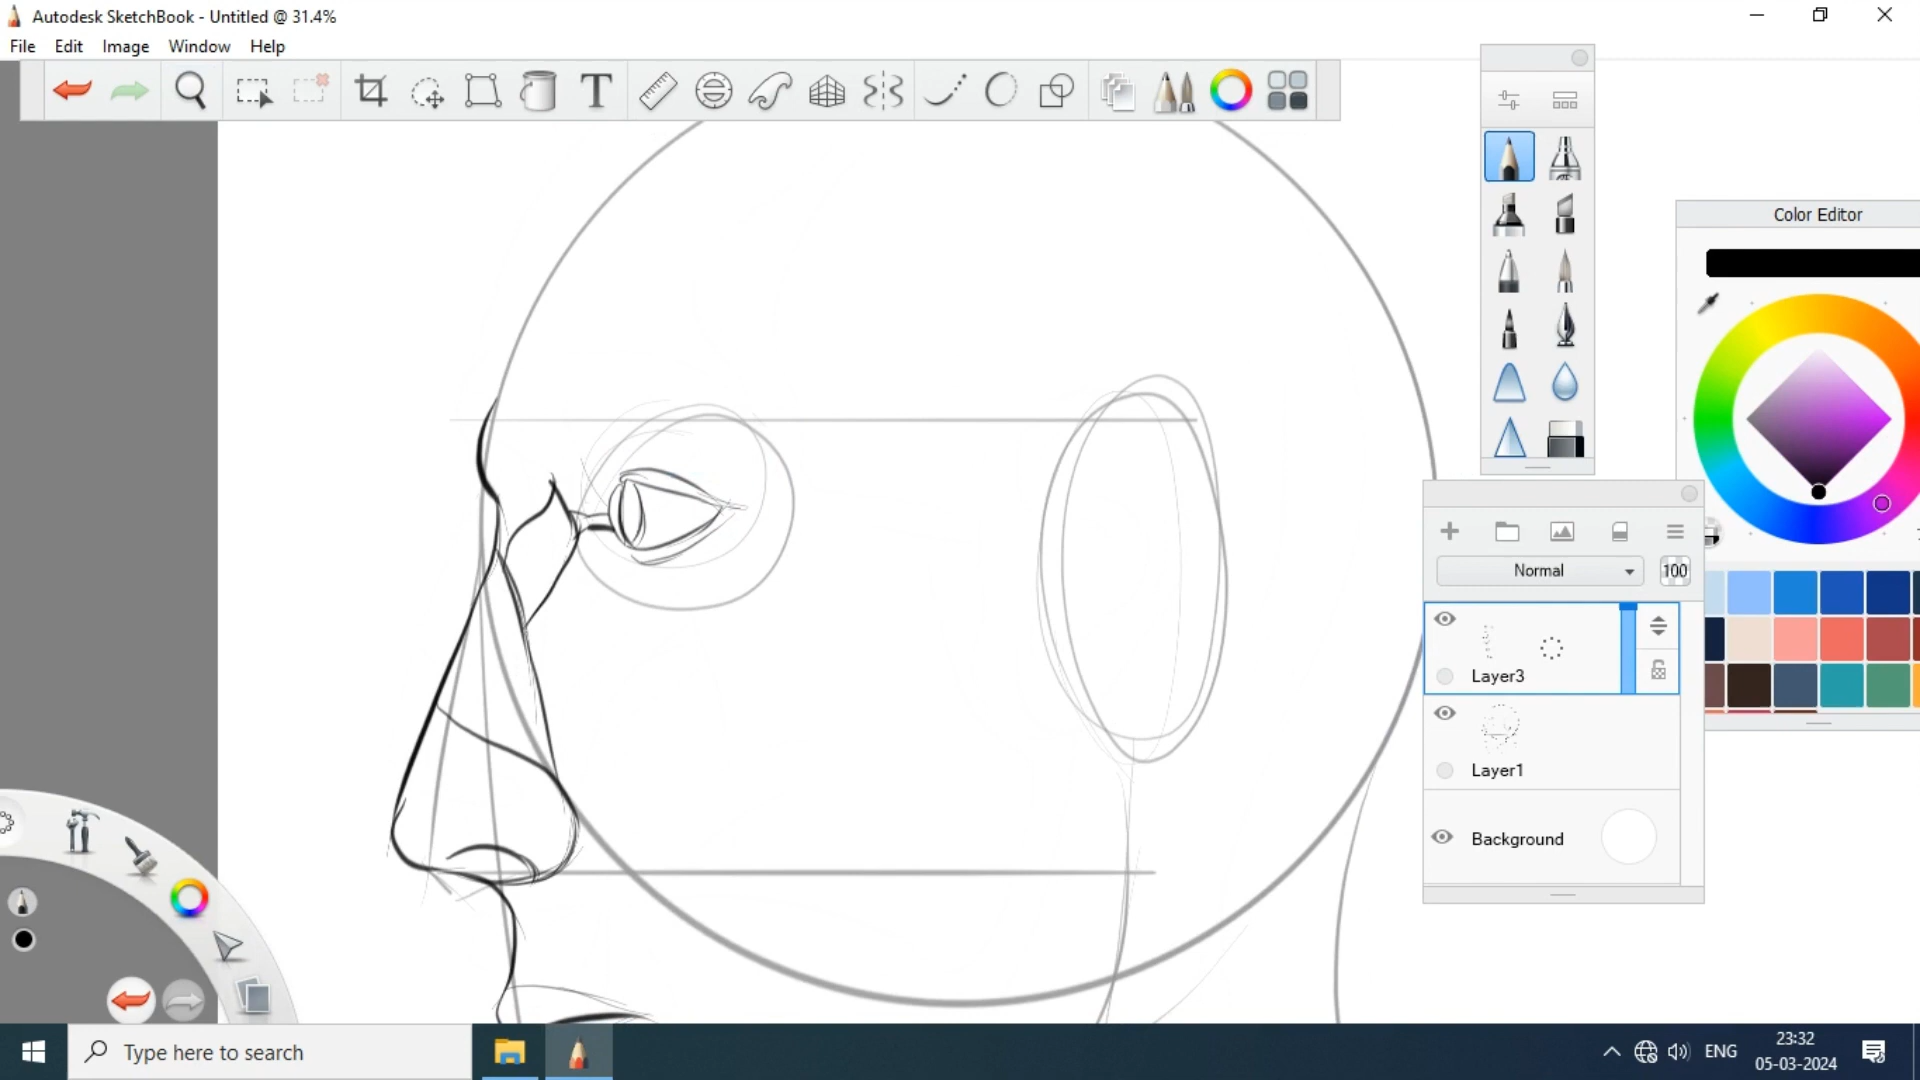 Autodesk SketchBook - Untitled @ 31.4%
File Edit Image Window Help
T
Color Editor
Normal 100
Layer3
Layer1
Background
Type here to search
ENG
23:32
05-03-2024